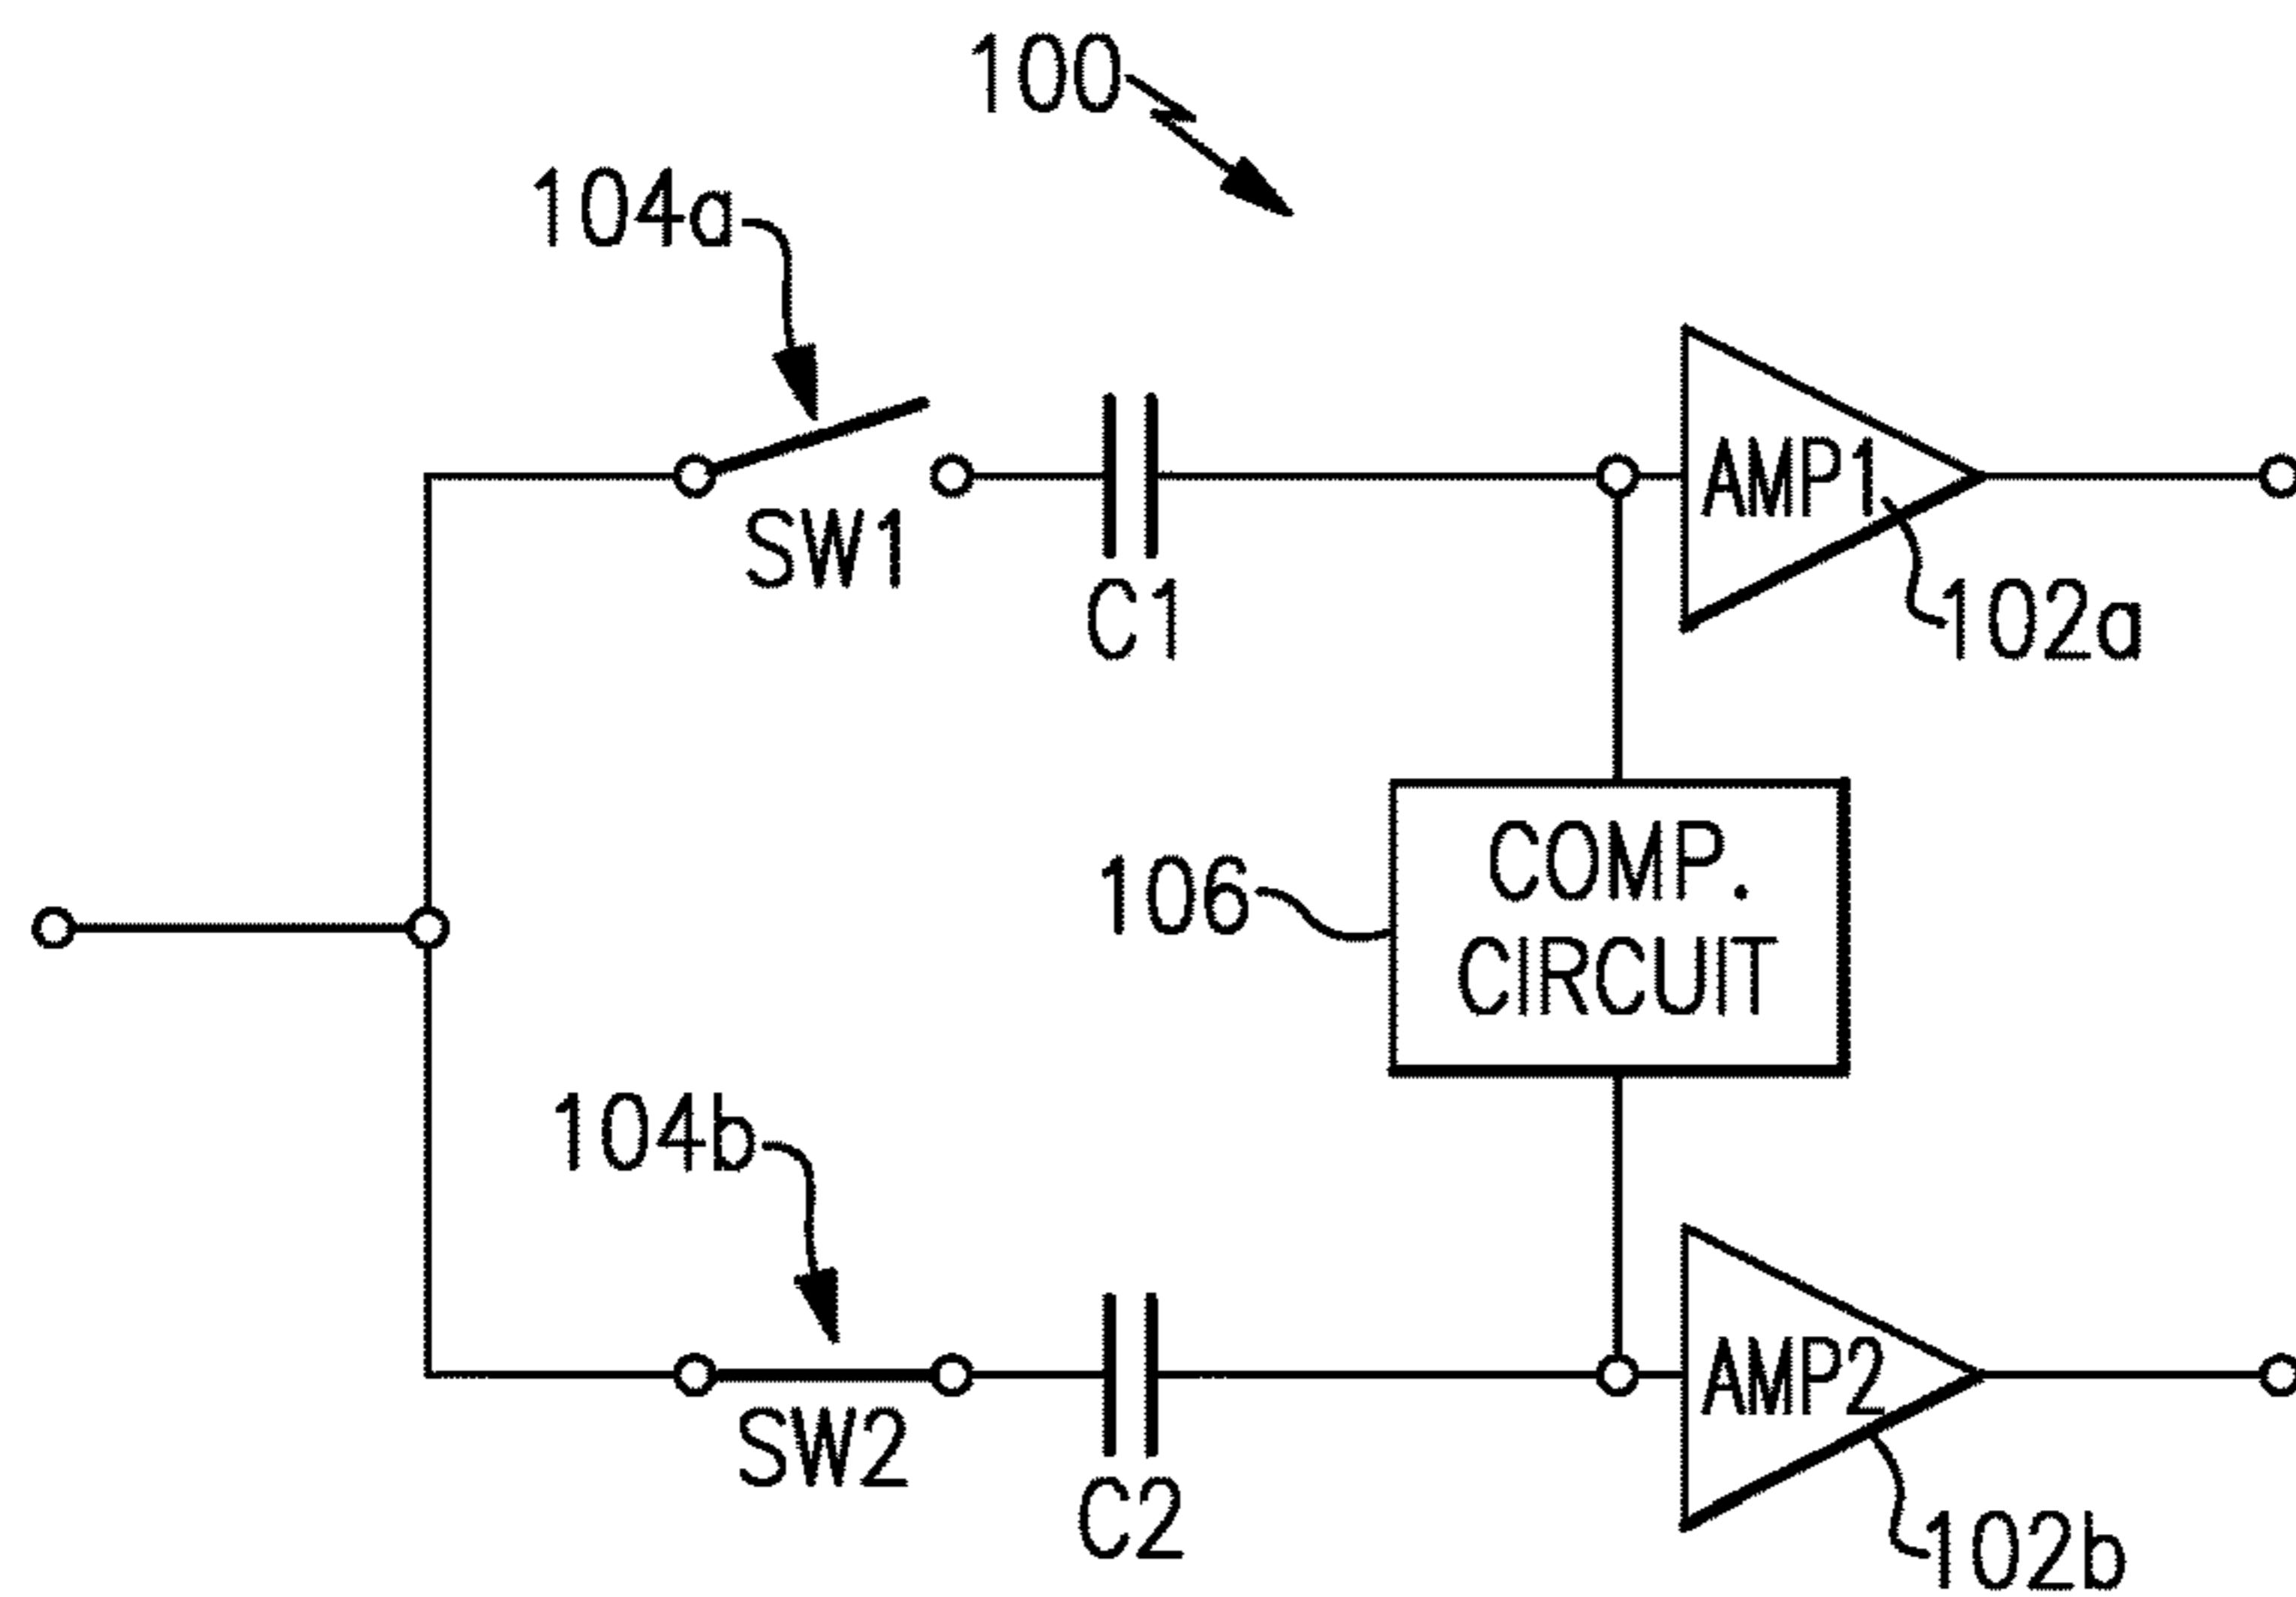 100
104a
SW1
C1
AMP1
102a
106
COMP.
CIRCUIT
104b
SW2
C2
AMP2
102b